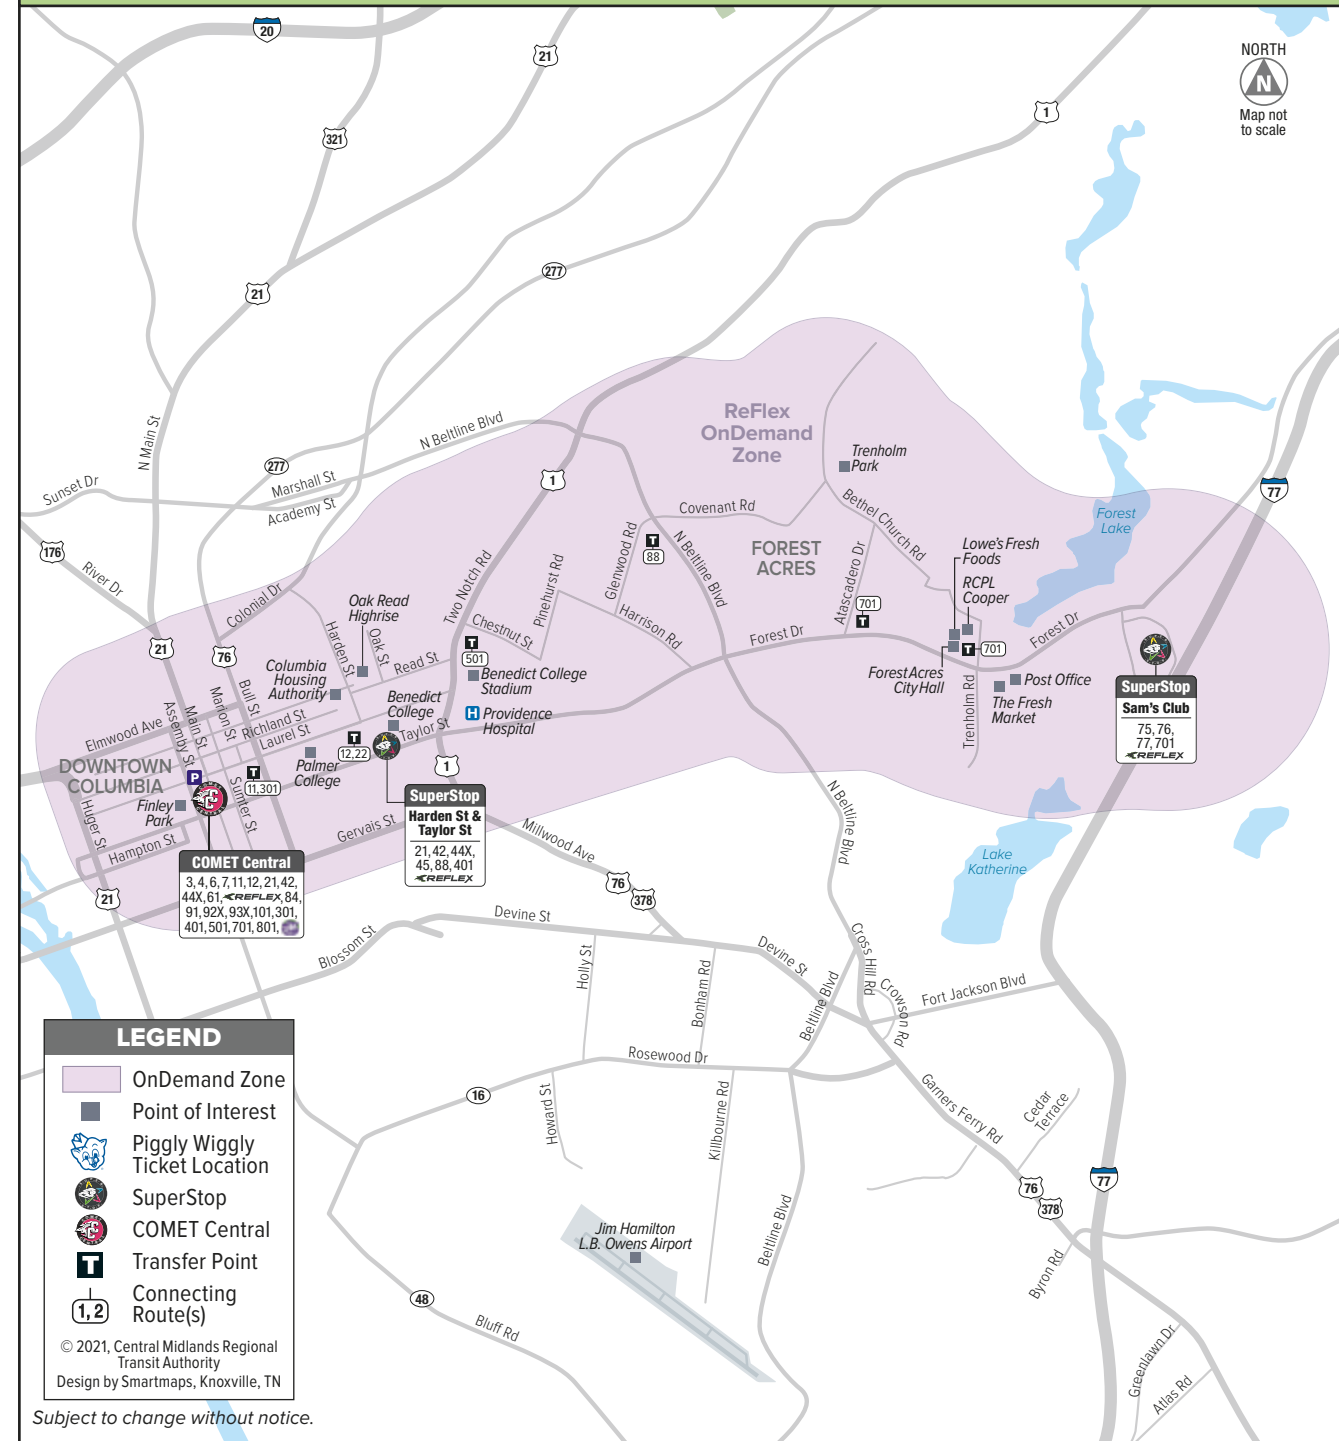 20
21
321
1
NORTH
N
Map not
to scale
277
21
ReFlex
OnDemand
Zone
N Main St
N Beltline Blvd
Trenholm
Park
277
Marshall St
Sunset Dr
Academy St
1
77
Bethel Church Rd
Covenant Rd
Forest
Lake
176
River Dr
Glenwood Rd
T
88
N Beltline Blvd
FOREST
ACRES
Lowe's Fresh
Foods
Two Notch Rd
Pinehurst Rd
Atascadero Dr
RCPL
Cooper
Colonial Dr
Oak Read
Highrise
701
T
Harrison Rd
Chestnut St
Forest Dr
Forest Dr
Harden St
Oak St
21
76
T
501
Read St
T
701
Columbia
Housing
Authority
Benedict College
Stadium
Forest Acres
City Hall
Post Office
The Fresh
Market
SuperStop
Sam's Club
75, 76,
77,701
REFLEX
Bull St
Marion St
Main St
Assemby St
Benedict
College
H
Providence
Hospital
Trenholm Rd
Richland St
Laurel St
Elmwood Ave
Taylor St
T
12,22
Palmer
College
1
DOWNTOWN
COLUMBIA
P
T
11,301
Sumter St
Finley
Park
Huger St
Hampton St
Gervais St
SuperStop
Harden St &
Taylor St
21, 42, 44X,
45, 88, 401
REFLEX
N Beltline Blvd
Millwood Ave
Lake
Katherine
COMET Central
3, 4, 6, 7, 11, 12, 21, 42,
44X, 61, REFLEX, 84,
91, 92X, 93X, 101, 301,
401, 501, 701, 801,
76
378
21
Devine St
Blossom St
Devine St
Holly St
Bonham Rd
Beltline Blvd
Cross Hill Rd
Crowson Rd
Fort Jackson Blvd
Rosewood Dr
16
Howard St
Killbourne Rd
Garners Ferry Rd
Cedar
Terrace
76
378
77
Beltline Blvd
Jim Hamilton
L.B. Owens Airport
Byron Rd
48
Bluff Rd
Greenlawn Dr
Atlas Rd
LEGEND
OnDemand Zone
Point of Interest
Piggly Wiggly
Ticket Location
SuperStop
COMET Central
T
Transfer Point
1, 2
Connecting
Route(s)
© 2021, Central Midlands Regional
Transit Authority
Design by Smartmaps, Knoxville, TN
Subject to change without notice.